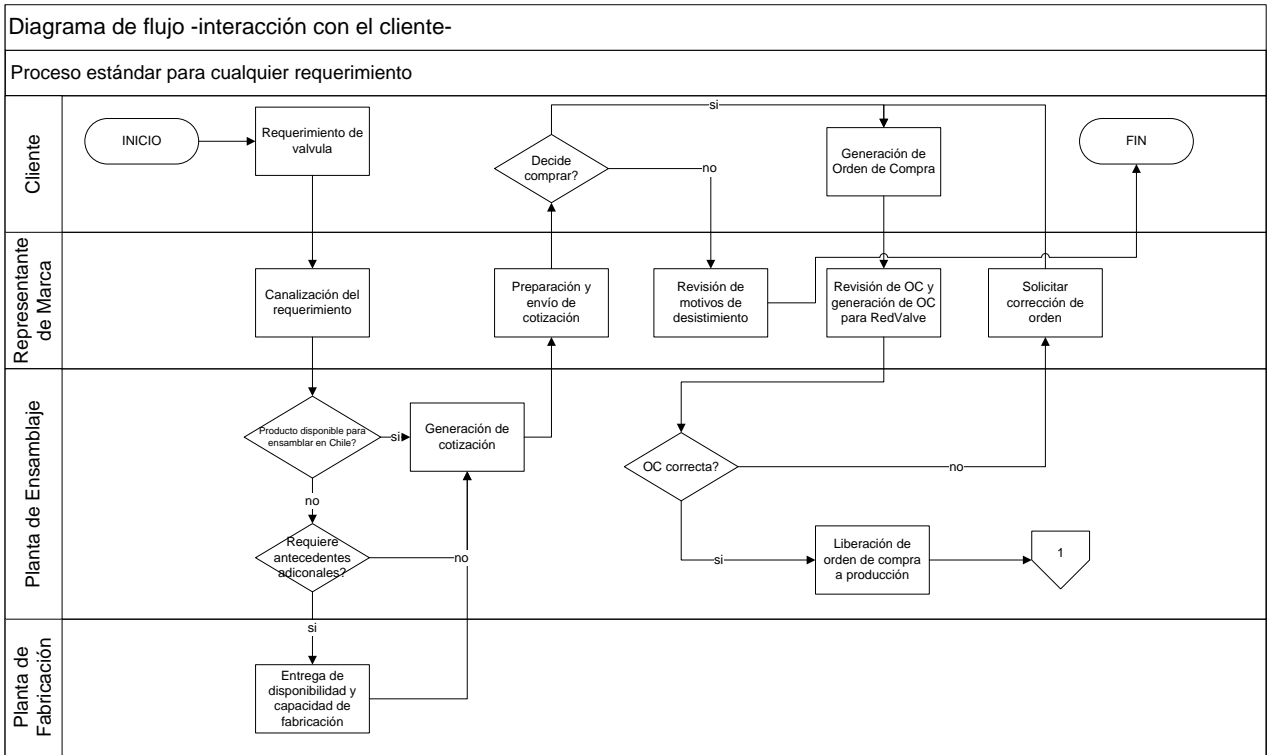 Diagrama de flujo -interacción con el cliente-
Proceso estándar para cualquier requerimiento
Cliente
INICIO
Requerimiento de
valvula
Decide
comprar?
si
no
Generación de
Orden de Compra
FIN
Representante
de Marca
Canalización del
requerimiento
Preparación y
envío de
cotización
Revisión de
motivos de
desistimiento
Revisión de OC y
generación de OC
para RedValve
Solicitar
corrección de
orden
Planta de Ensamblaje
Producto disponible para
ensamblar en Chile?
si
Generación de
cotización
no
Requiere
antecedentes
adiconales?
no
OC correcta?
no
si
Liberación de
orden de compra
a producción
1
Planta de
Fabricación
si
Entrega de
disponibilidad y
capacidad de
fabricación